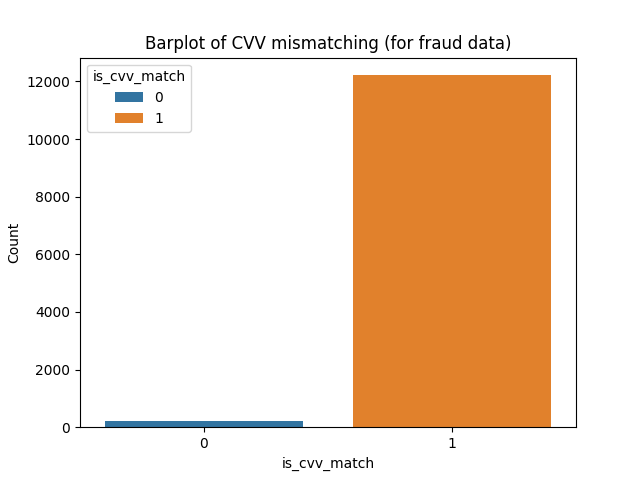 Barplot of CVV mismatching (for fraud data)
is_cvv_match
0
1
12000
10000
8000
6000
4000
2000
0
Count
0 1
is_cvv_match